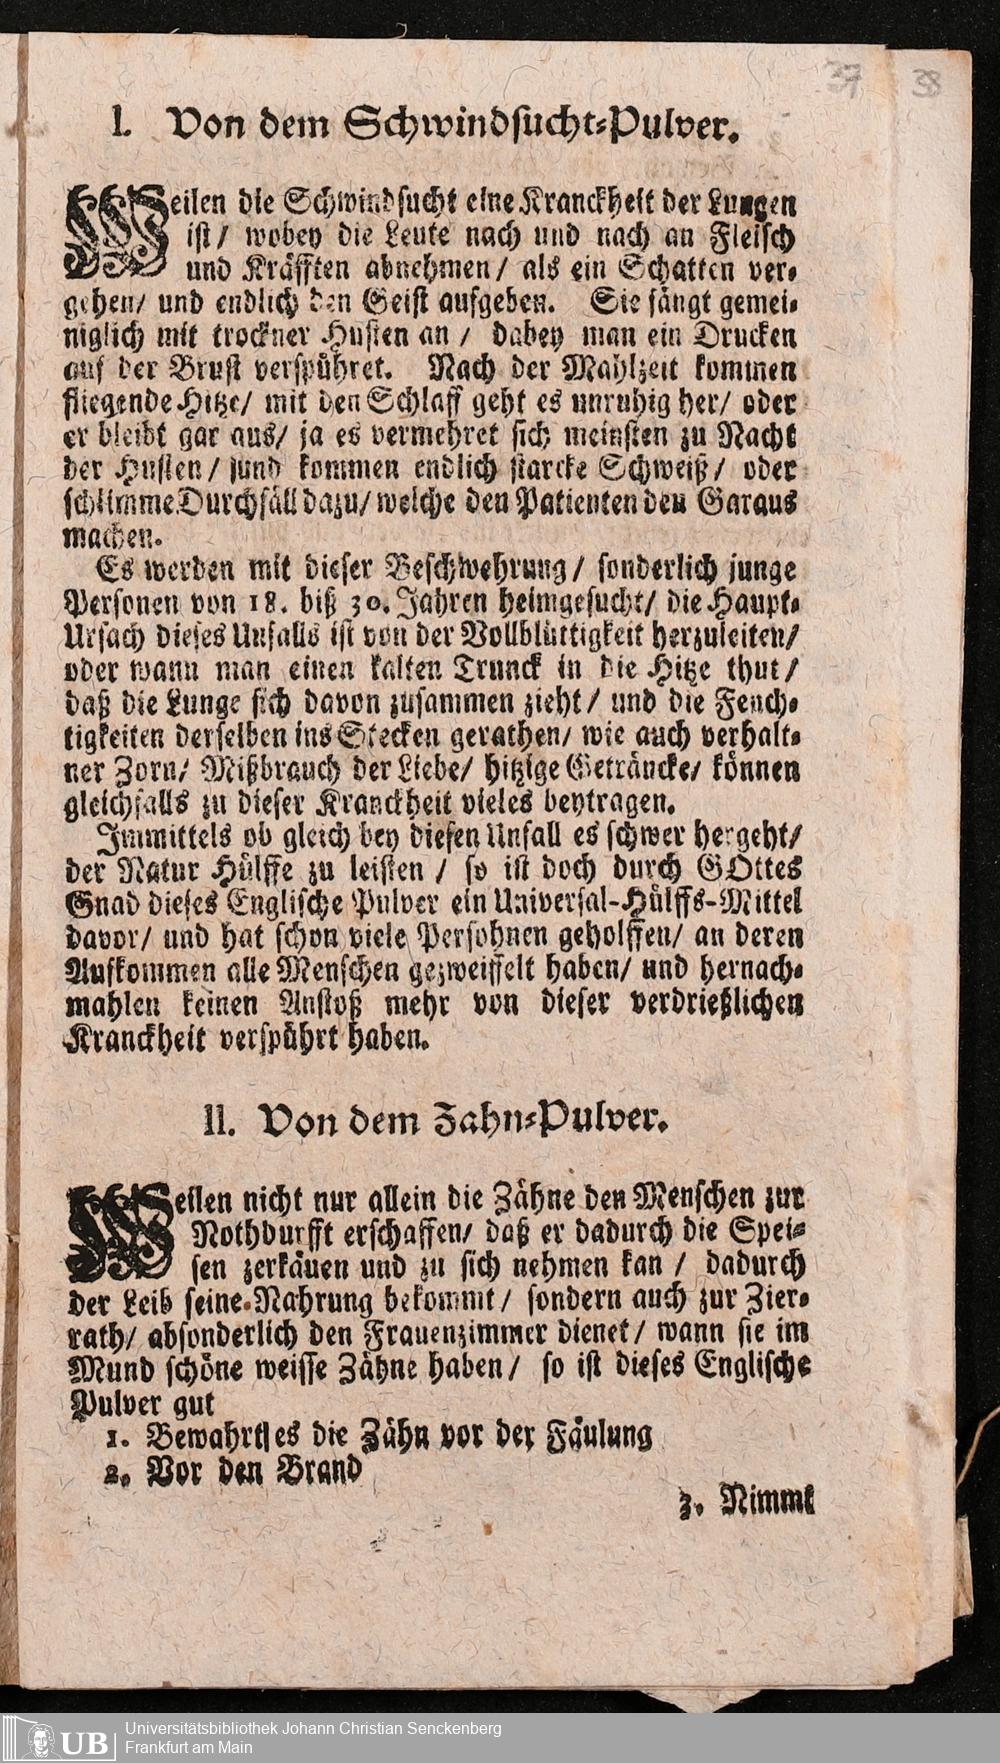 37
38
I. Von dem Schwindsucht-Pulver.
Weilen die Schwindsucht eine Kranckheit der Lungen
ist/ wobey die Leute nach und nach an Fleisch
und Kräfften abnehmen/ als ein Schatten ver-
gehen/ und endlich den Geist aufgeben. Sie fängt gemei-
niglich mit trockner Husten an / dabey man ein Drucken
auf der Brust verspühret. Nach der Mahlzeit kommen
fliegende Hitze/ mit den Schlaff geht es unruhig her/ oder
er bleibt gar aus/ ja es vermehret sich meinsten zu Nacht
der Husten/ und kommen endlich starcke Schweiß/ oder
schlimme Durchfäll dazu/ welche den Patienten den Garaus
machen.
Es werden mit dieser Beschwehrung/ sonderlich junge
Personen von 18. biß 30. Jahren heimgesucht/ die Haupt-
Ursach dieses Unfalls ist von der Vollblüttigkeit herzuleiten/
oder wann man einen kalten Trunck in die Hitze thut/
daß die Lunge sich davon zusammen zieht/ und die Feuch-
tigkeiten derselben ins Stecken gerathen/ wie auch verhalt-
ner Zorn/ Mißbrauch der Liebe/ hitzige Geträncke/ können
gleichfalls zu dieser Kranckheit vieles beytragen.
Immittels ob gleich bey diesen Unfall es schwer hergeht/
der Natur Hülffe zu leisten / so ist doch durch GOttes
Gnad dieses Englische Pulver ein Universal-Hülffs-Mittel
davor/ und hat schon viele Persohnen geholffen/ an deren
Aufkommen alle Menschen gezweiffelt haben/ und hernach-
mahlen keinen Anstoß mehr von dieser verdrießlichen
Kranckheit verspührt haben.
II. Von dem Zahn-Pulver.
Weilen nicht nur allein die Zähne den Menschen zur
Nothdurfft erschaffen/ daß er dadurch die Spei-
sen zerkäuen und zu sich nehmen kan / dadurch
der Leib seine Nahrung bekommt/ sondern auch zur Zier-
rath/ absonderlich den Frauenzimmer dienet/ wann sie im
Mund schöne weisse Zähne haben/ so ist dieses Englische
Pulver gut
1. Bewahrt es die Zähn vor der Fäulung
2. Vor den Brand
3. Nimmt
UB Universitätsbibliothek Johann Christian Senckenberg
Frankfurt am Main